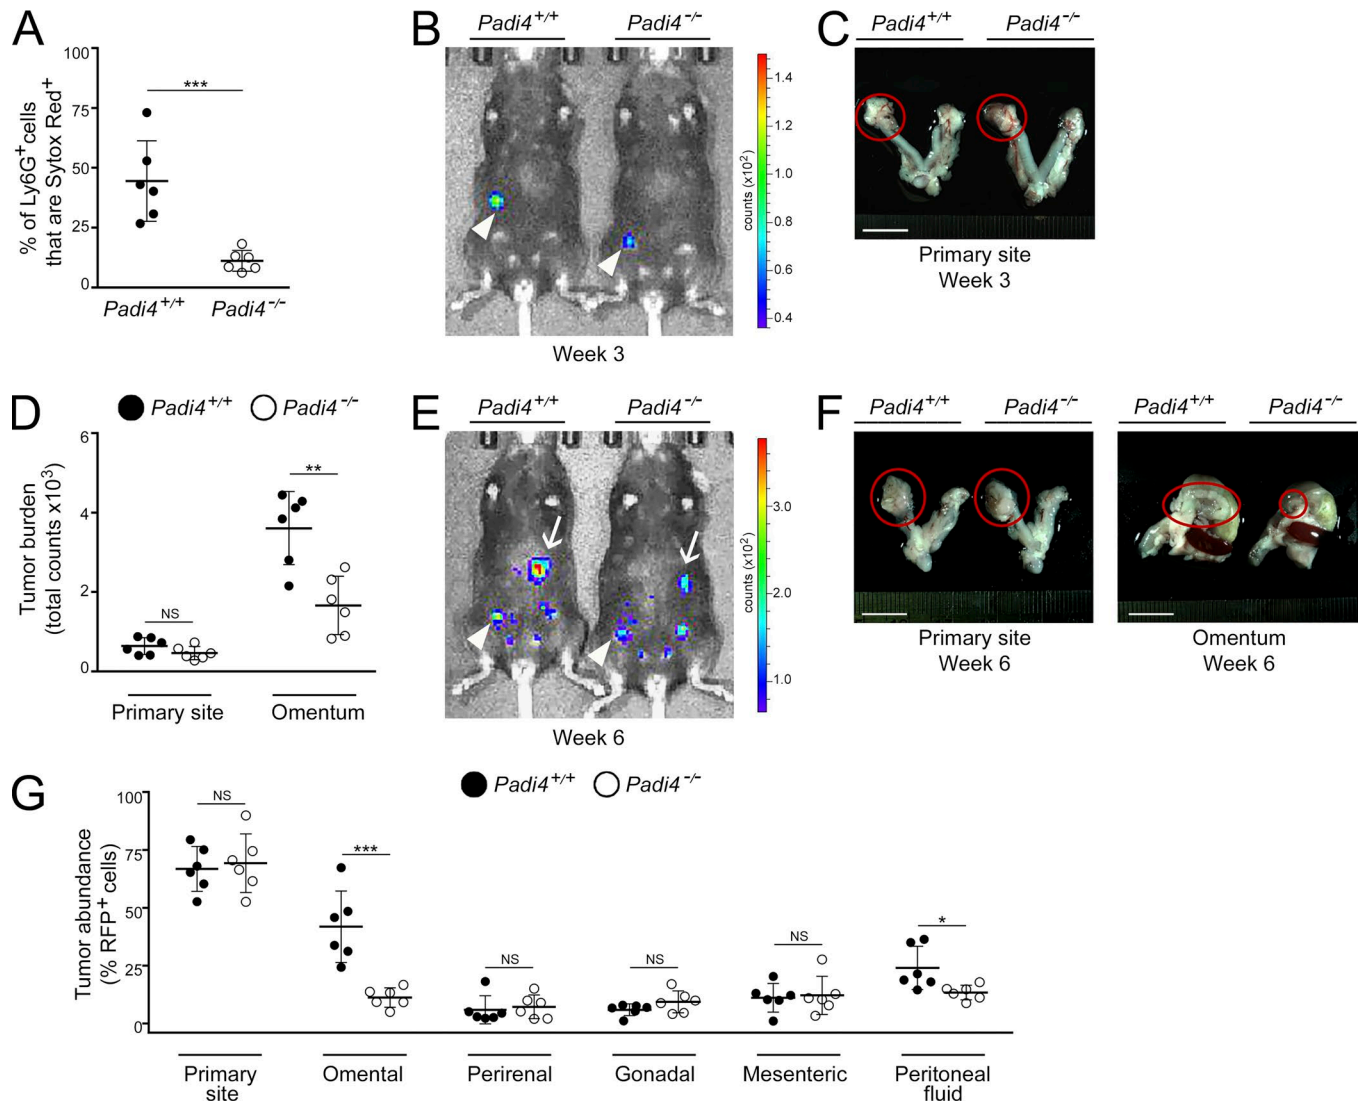 A
% of Ly6G+ cells
that are Sytox Red+
100
75
50
25
0
***
Padi4+/+
Padi4-/-
B
Padi4+/+
Padi4-/-
counts (x10²)
1.4
1.2
1.0
0.8
0.6
0.4
Week 3
C
Padi4+/+
Padi4-/-
Primary site
Week 3
D
Padi4+/+
Padi4-/-
Tumor burden
(total counts x10³)
6
4
2
0
NS
**
Primary site
Omentum
E
Padi4+/+
Padi4-/-
counts (x10²)
3.0
2.0
1.0
Week 6
F
Padi4+/+
Padi4-/-
Padi4+/+
Padi4-/-
Primary site
Week 6
Omentum
Week 6
G
Padi4+/+
Padi4-/-
Tumor abundance
(% RFP+ cells)
100
75
50
25
0
NS
***
NS
NS
NS
*
Primary
site
Omental
Perirenal
Gonadal
Mesenteric
Peritoneal
fluid